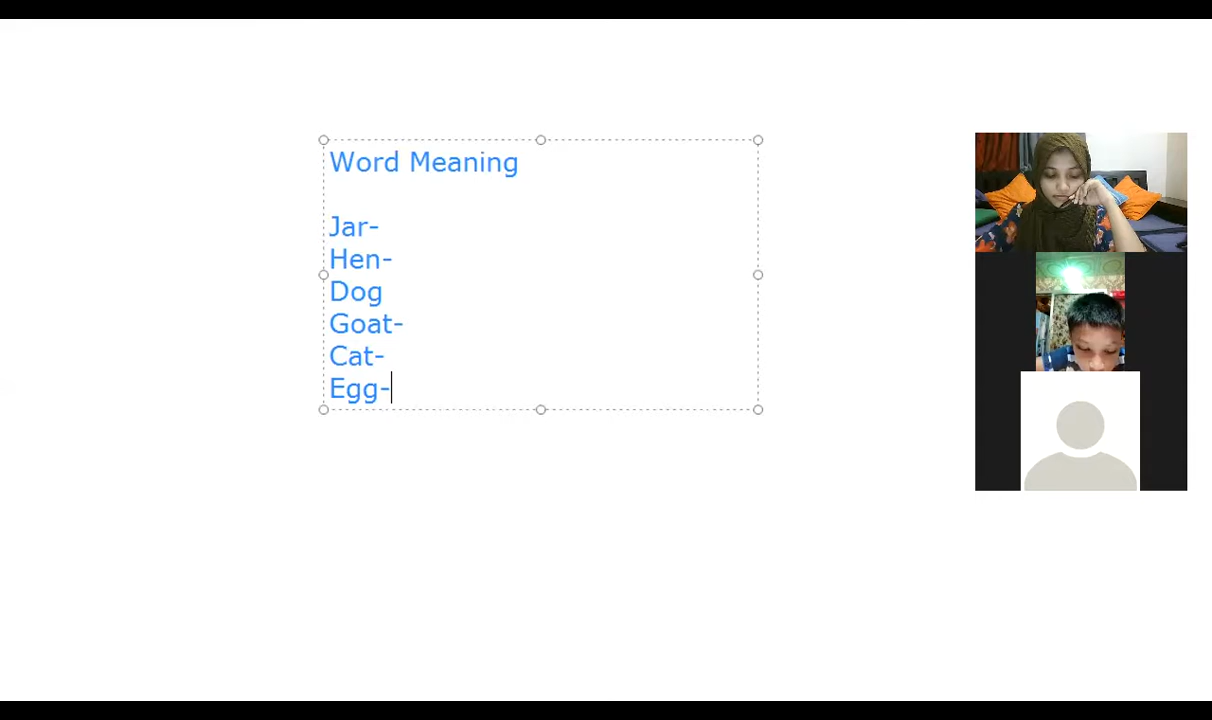 Word Meaning
Jar-
Hen-
Dog
Goat-
Cat-
Egg-